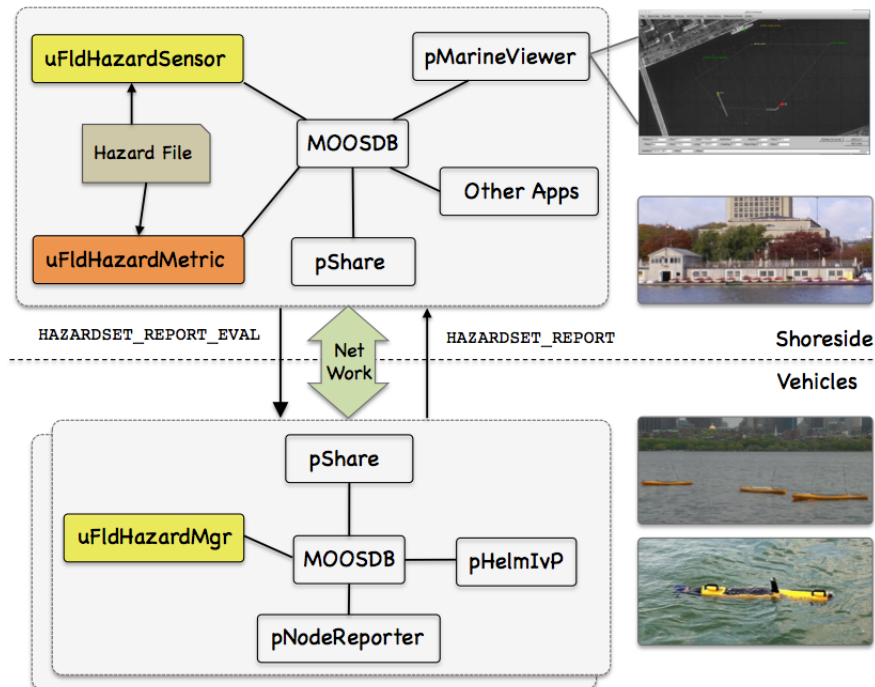 uFldHazardSensor
pMarineViewer
Hazard File
MOOSDB
Other Apps
uFldHazardMetric
pShare
HAZARDSET_REPORT_EVAL
Net
Work
HAZARDSET_REPORT
Shoreside
Vehicles
pShare
uFldHazardMgr
MOOSDB
pHelmIvP
pNodeReporter